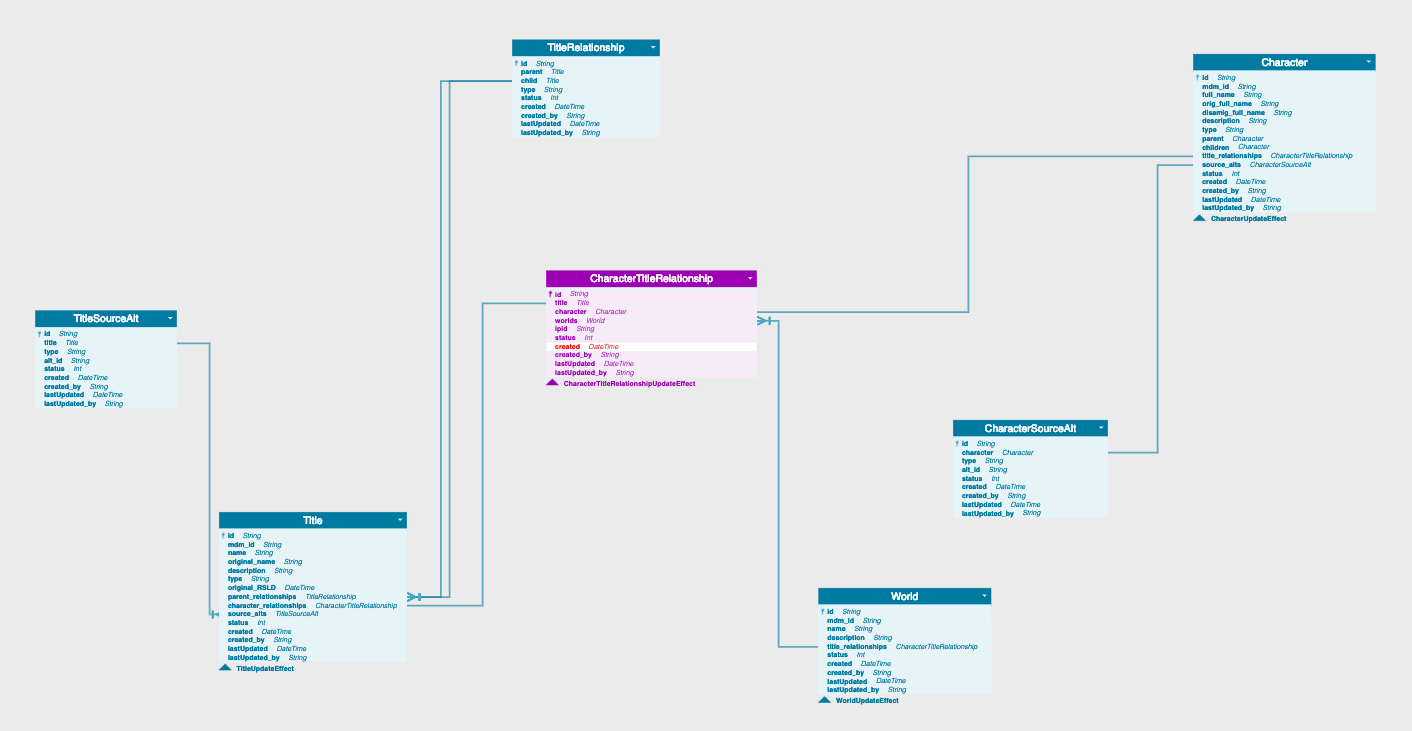 TitleRelationship
id String
parent Title
child Title
type String
status Int
created DateTime
created_by String
lastUpdated DateTime
lastUpdated_by String
Character
id String
mdm_id String
full_name String
orig_full_name String
disamig_full_name String
description String
type String
parent Character
children Character
title_relationships CharacterTitleRelationship
source_alts CharacterSourceAlt
status Int
created DateTime
created_by String
lastUpdated DateTime
lastUpdated_by String
CharacterUpdateEffect
CharacterTitleRelationship
id String
title Title
character Character
worlds World
ipid String
status Int
created DateTime
created_by String
lastUpdated DateTime
lastUpdated_by String
CharacterTitleRelationshipUpdateEffect
TitleSourceAlt
id String
title Title
type String
alt_id String
status Int
created DateTime
created_by String
lastUpdated DateTime
lastUpdated_by String
CharacterSourceAlt
id String
character Character
type String
alt_id String
status Int
created DateTime
created_by String
lastUpdated DateTime
lastUpdated_by String
Title
id String
mdm_id String
name String
original_name String
description String
type String
original_RSLD DateTime
parent_relationships TitleRelationship
character_relationships CharacterTitleRelationship
source_alts TitleSourceAlt
status Int
created DateTime
created_by String
lastUpdated DateTime
lastUpdated_by String
TitleUpdateEffect
World
id String
mdm_id String
name String
description String
title_relationships CharacterTitleRelationship
status Int
created DateTime
created_by String
lastUpdated DateTime
lastUpdated_by String
WorldUpdateEffect